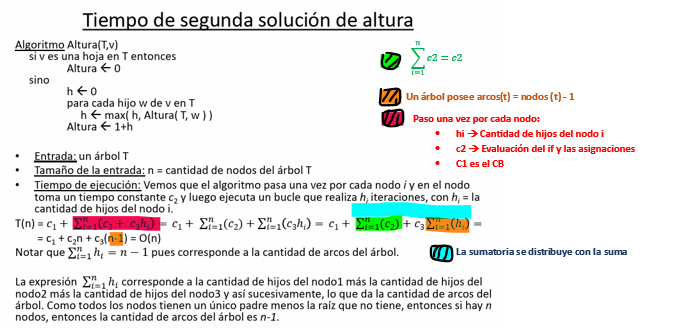 Tiempo de segunda solución de altura
Algoritmo Altura(T,v)
si v es una hoja en T entonces
Altura ← 0
sino
h ← 0
para cada hijo w de v en T
h ← max( h, Altura( T, w ) )
Altura ← 1+h
• Entrada: un árbol T
• Tamaño de la entrada: n = cantidad de nodos del árbol T
• Tiempo de ejecución: Vemos que el algoritmo pasa una vez por cada nodo i y en el nodo
toma un tiempo constante c₂ y luego ejecuta un bucle que realiza hᵢ iteraciones, con hᵢ = la
cantidad de hijos del nodo i.
T(n) = c₁ + ∑ⁿᵢ₌₁(c₂ + c₃hᵢ) = c₁ + ∑ⁿᵢ₌₁(c₂) + ∑ⁿᵢ₌₁(c₃hᵢ) = c₁ + ∑ⁿᵢ₌₁(c₂) + c₃ ∑ⁿᵢ₌₁(hᵢ) =
= c₁ + c₂n + c₃(n-1) = O(n)
Notar que ∑ⁿᵢ₌₁ hᵢ = n − 1 pues corresponde a la cantidad de arcos del árbol.
La expresión ∑ⁿᵢ₌₁ hᵢ corresponde a la cantidad de hijos del nodo1 más la cantidad de hijos del
nodo2 más la cantidad de hijos del nodo3 y así sucesivamente, lo que da la cantidad de arcos del
árbol. Como todos los nodos tienen un único padre menos la raíz que no tiene, entonces si hay n
nodos, entonces la cantidad de arcos del árbol es n-1.
∑ⁿᵢ₌₁ c2 = c2
Un árbol posee arcos(t) = nodos (t) - 1
Paso una vez por cada nodo:
• hi → Cantidad de hijos del nodo i
• c2 → Evaluación del if y las asignaciones
• C1 es el CB
La sumatoria se distribuye con la suma